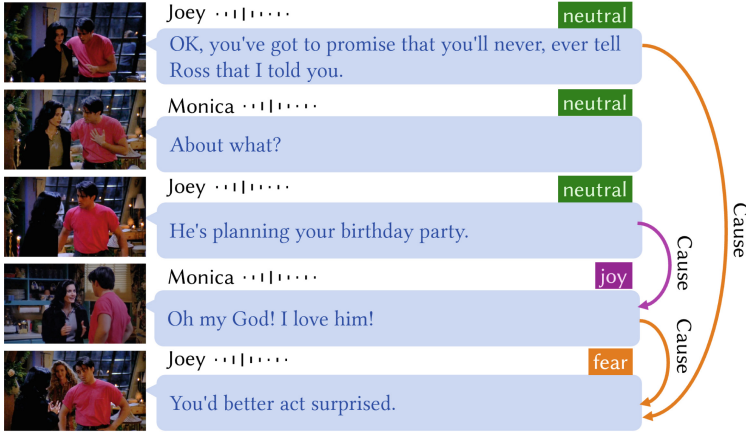 Joey
neutral
OK, you've got to promise that you'll never, ever tell
Ross that I told you.
Monica
neutral
About what?
Joey
neutral
He's planning your birthday party.
Monica
joy
Oh my God! I love him!
Joey
fear
You'd better act surprised.
Cause
Cause
Cause